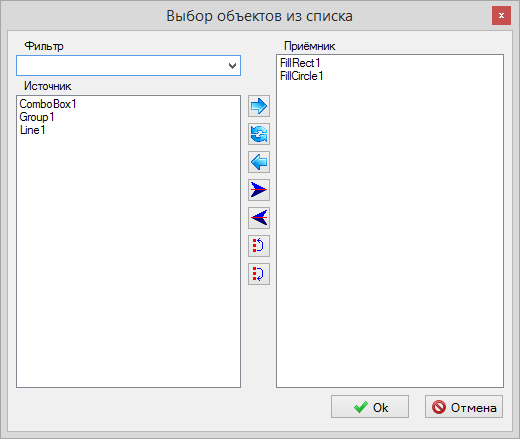 Выбор объектов из списка
Фильтр
Источник
ComboBox1
Group1
Line1
Приёмник
FillRect1
FillCircle1
Ok
Отмена